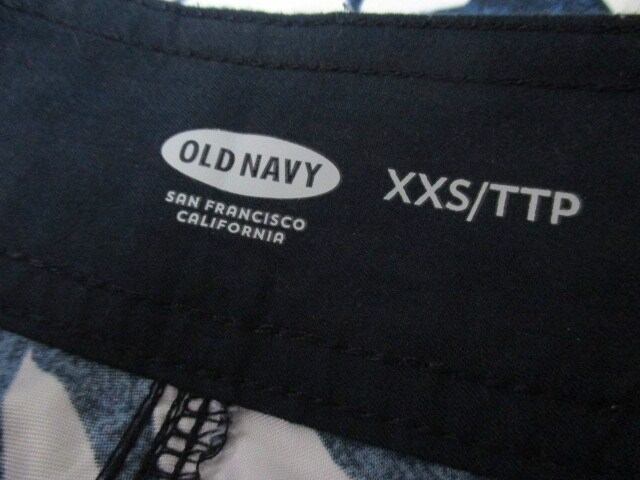 OLD NAVY
SAN FRANCISCO
CALIFORNIA
XXS/TTP